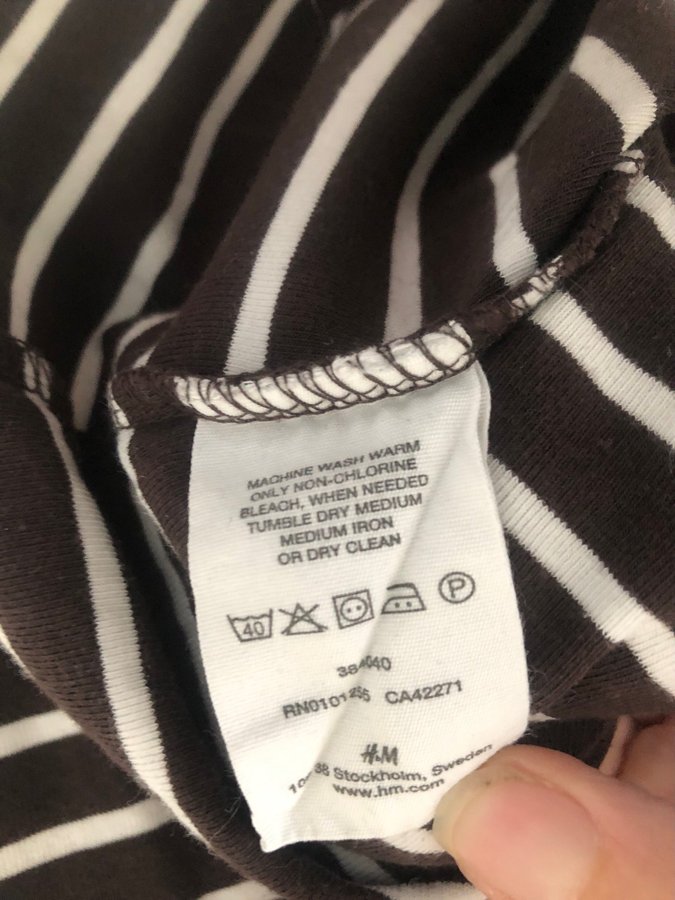 MACHINE WASH WARM
ONLY NON-CHLORINE
BLEACH, WHEN NEEDED
TUMBLE DRY MEDIUM
MEDIUM IRON
OR DRY CLEAN
40 P
CA42271
H&M
Stockholm, Sweden
www.hm.com